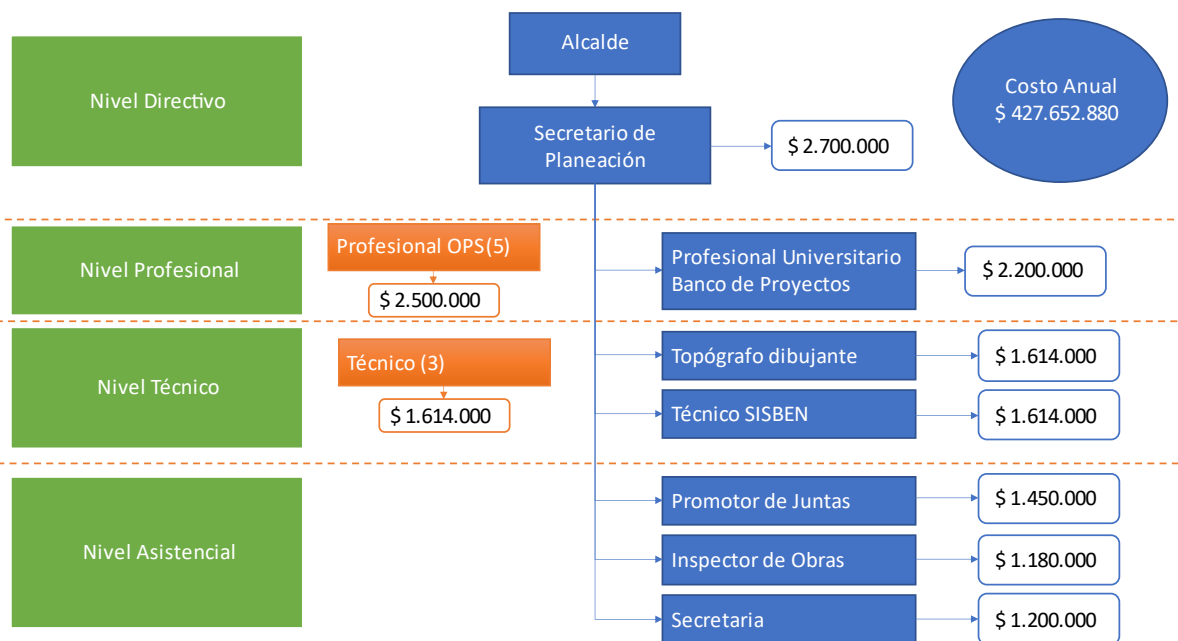 Alcalde
Costo Anual
$ 427.652.880
Nivel Directivo
Secretario de
Planeación
$ 2.700.000
Nivel Profesional
Profesional OPS(5)
$ 2.500.000
Profesional Universitario
Banco de Proyectos
$ 2.200.000
Nivel Técnico
Técnico (3)
$ 1.614.000
Topógrafo dibujante
$ 1.614.000
Técnico SISBEN
$ 1.614.000
Nivel Asistencial
Promotor de Juntas
$ 1.450.000
Inspector de Obras
$ 1.180.000
Secretaria
$ 1.200.000